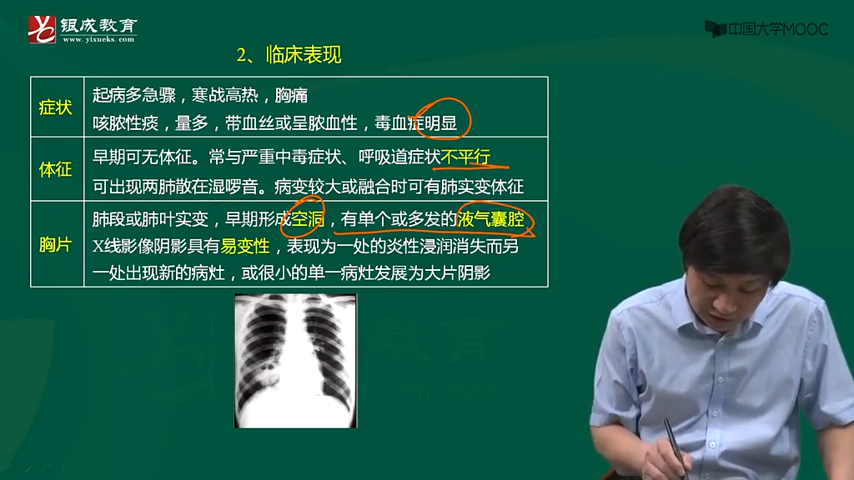 银成教育
www.yixueks.com
中国大学MOOC
2、临床表现
症状
起病多急骤，寒战高热，胸痛
咳脓性痰，量多，带血丝或呈脓血性，毒血症明显
体征
早期可无体征。常与严重中毒症状、呼吸道症状不平行
可出现两肺散在湿啰音。病变较大或融合时可有肺实变体征
胸片
肺段或肺叶实变，早期形成空洞，有单个或多发的液气囊腔
X线影像阴影具有易变性，表现为一处的炎性浸润消失而另
一处出现新的病灶，或很小的单一病灶发展为大片阴影